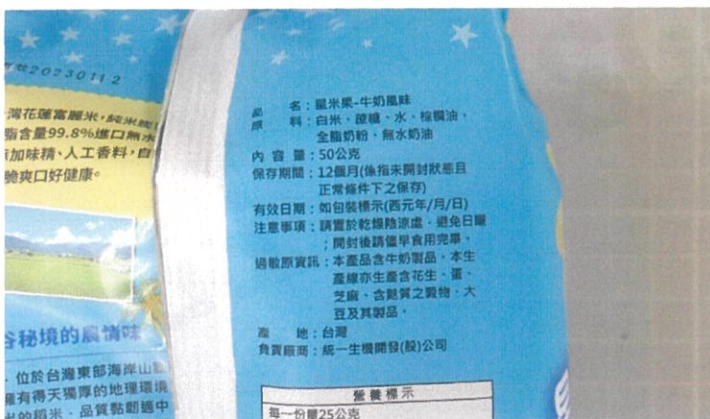 20230112
灣花蓮富麗米，純米
脂含量99.8%進口無水
加味精、人工香料，自
脆爽口好健康。
谷秘境的農情味
位於台灣東部海岸山
擁有得天獨厚的地理環境
的稻米，品質黏韌適中
品　　名：星米果-牛奶風味
原　　料：白米、蔗糖、水、棕櫚油、
全脂奶粉、無水奶油
內 容 量：50公克
保存期間：12個月(係指未開封狀態且
正常條件下之保存)
有效日期：如包裝標示(西元年/月/日)
注意事項：請置於乾燥陰涼處，避免日曬
；開封後請儘早食用完畢。
過敏原資訊：本產品含牛奶製品，本生
產線亦生產含花生、蛋、
芝麻、含麩質之穀物、大
豆及其製品。
產　　地：台灣
負責廠商：統一生機開發(股)公司
營養標示
每一份量25公克